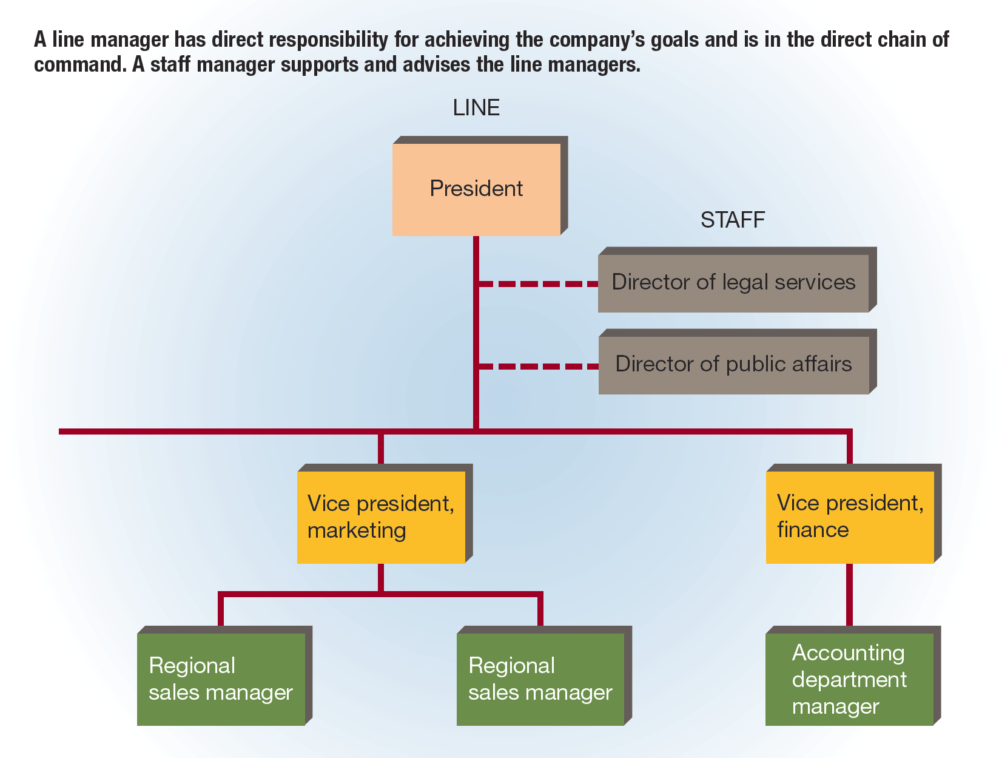 A line manager has direct responsibility for achieving the company’s goals and is in the direct chain of
command. A staff manager supports and advises the line managers.
LINE
President
STAFF
Director of legal services
Director of public affairs
Vice president,
marketing
Vice president,
finance
Regional
sales manager
Regional
sales manager
Accounting
department
manager